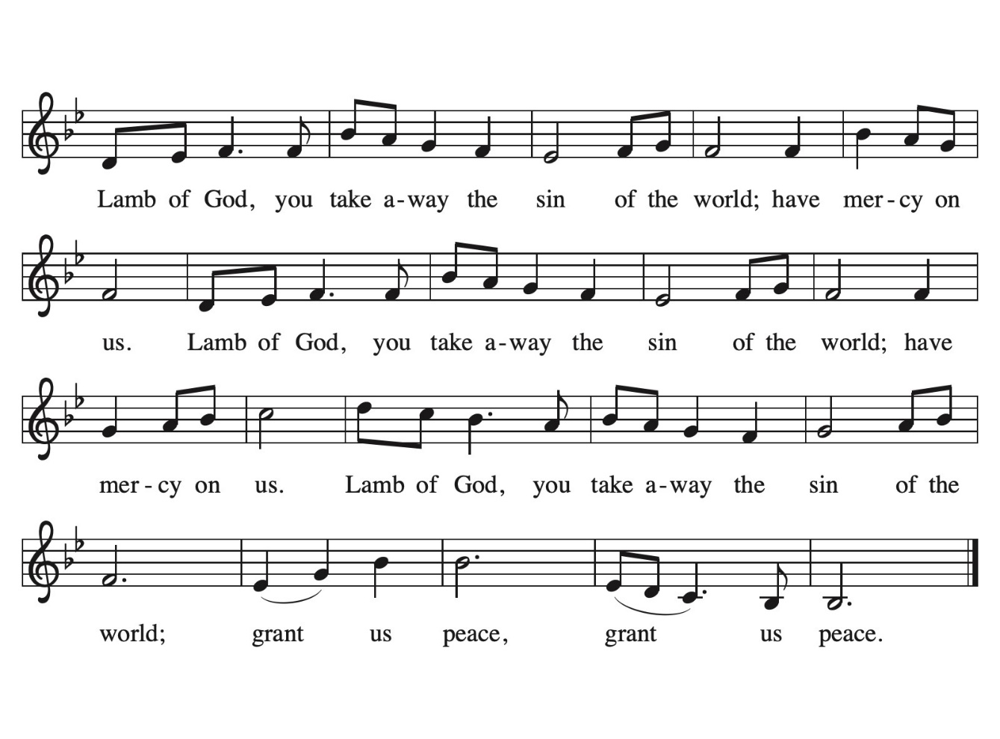 Lamb of God, you take a-way the sin of the world; have mer-cy on
us. Lamb of God, you take a-way the sin of the world; have
mer-cy on us. Lamb of God, you take a-way the sin of the
world; grant us peace, grant us peace.